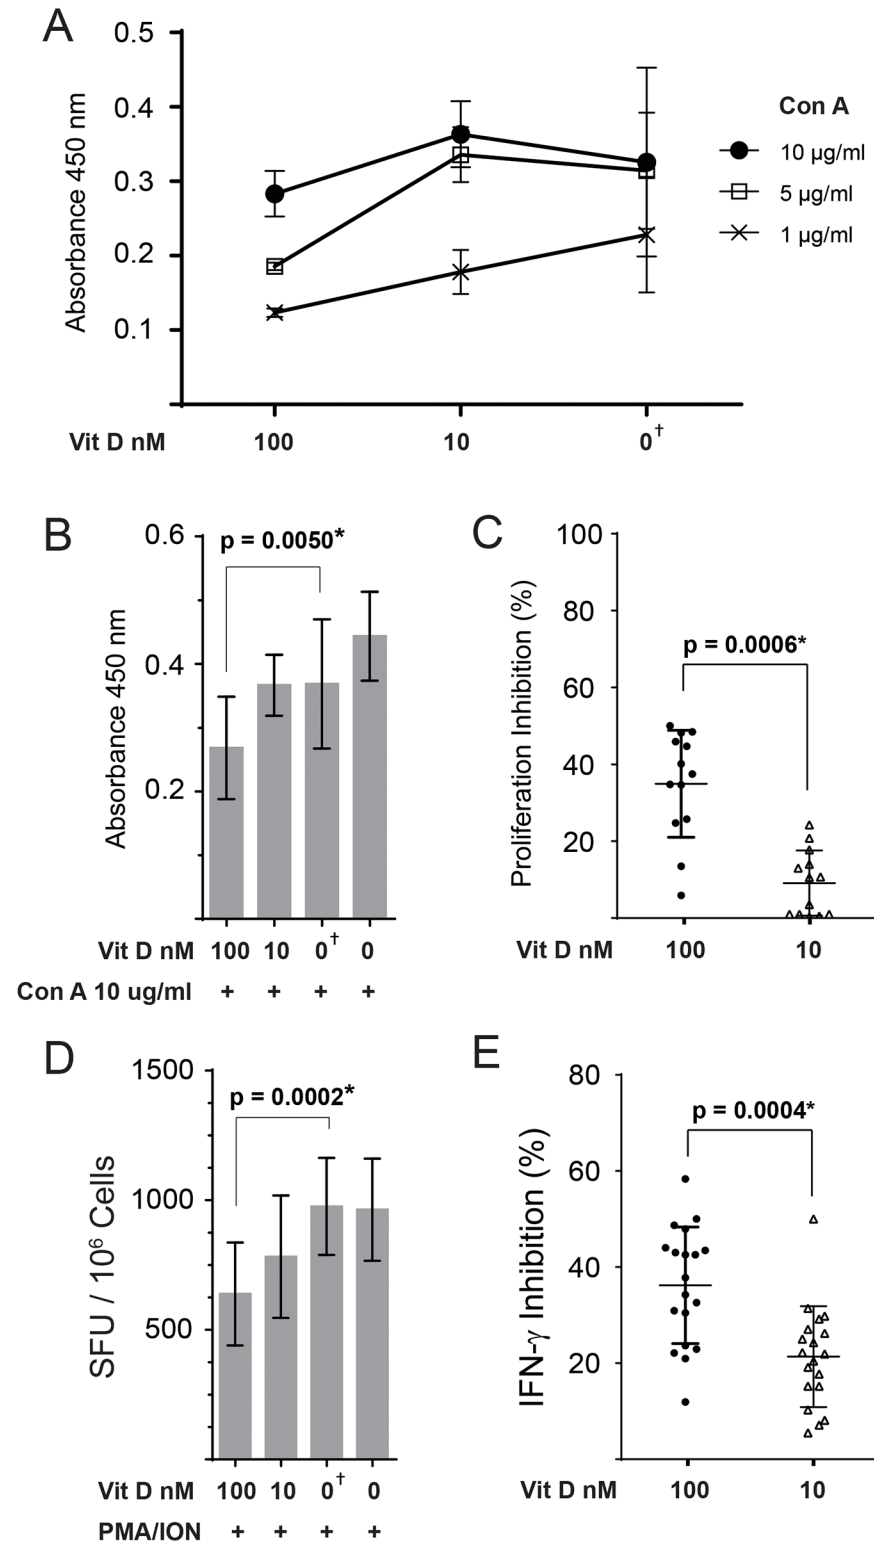 A
0.5
0.4
0.3
0.2
0.1
Absorbance 450 nm
Con A
10 µg/ml
5 µg/ml
1 µg/ml
Vit D nM 100 10 0†
B
0.6
0.4
0.2
Absorbance 450 nm
p = 0.0050*
Vit D nM 100 10 0† 0
Con A 10 ug/ml + + + +
C
100
80
60
40
20
Proliferation Inhibition (%)
p = 0.0006*
Vit D nM 100 10
D
1500
1000
500
SFU / 10⁶ Cells
p = 0.0002*
Vit D nM 100 10 0† 0
PMA/ION + + + +
E
80
60
40
20
IFN-γ Inhibition (%)
p = 0.0004*
Vit D nM 100 10